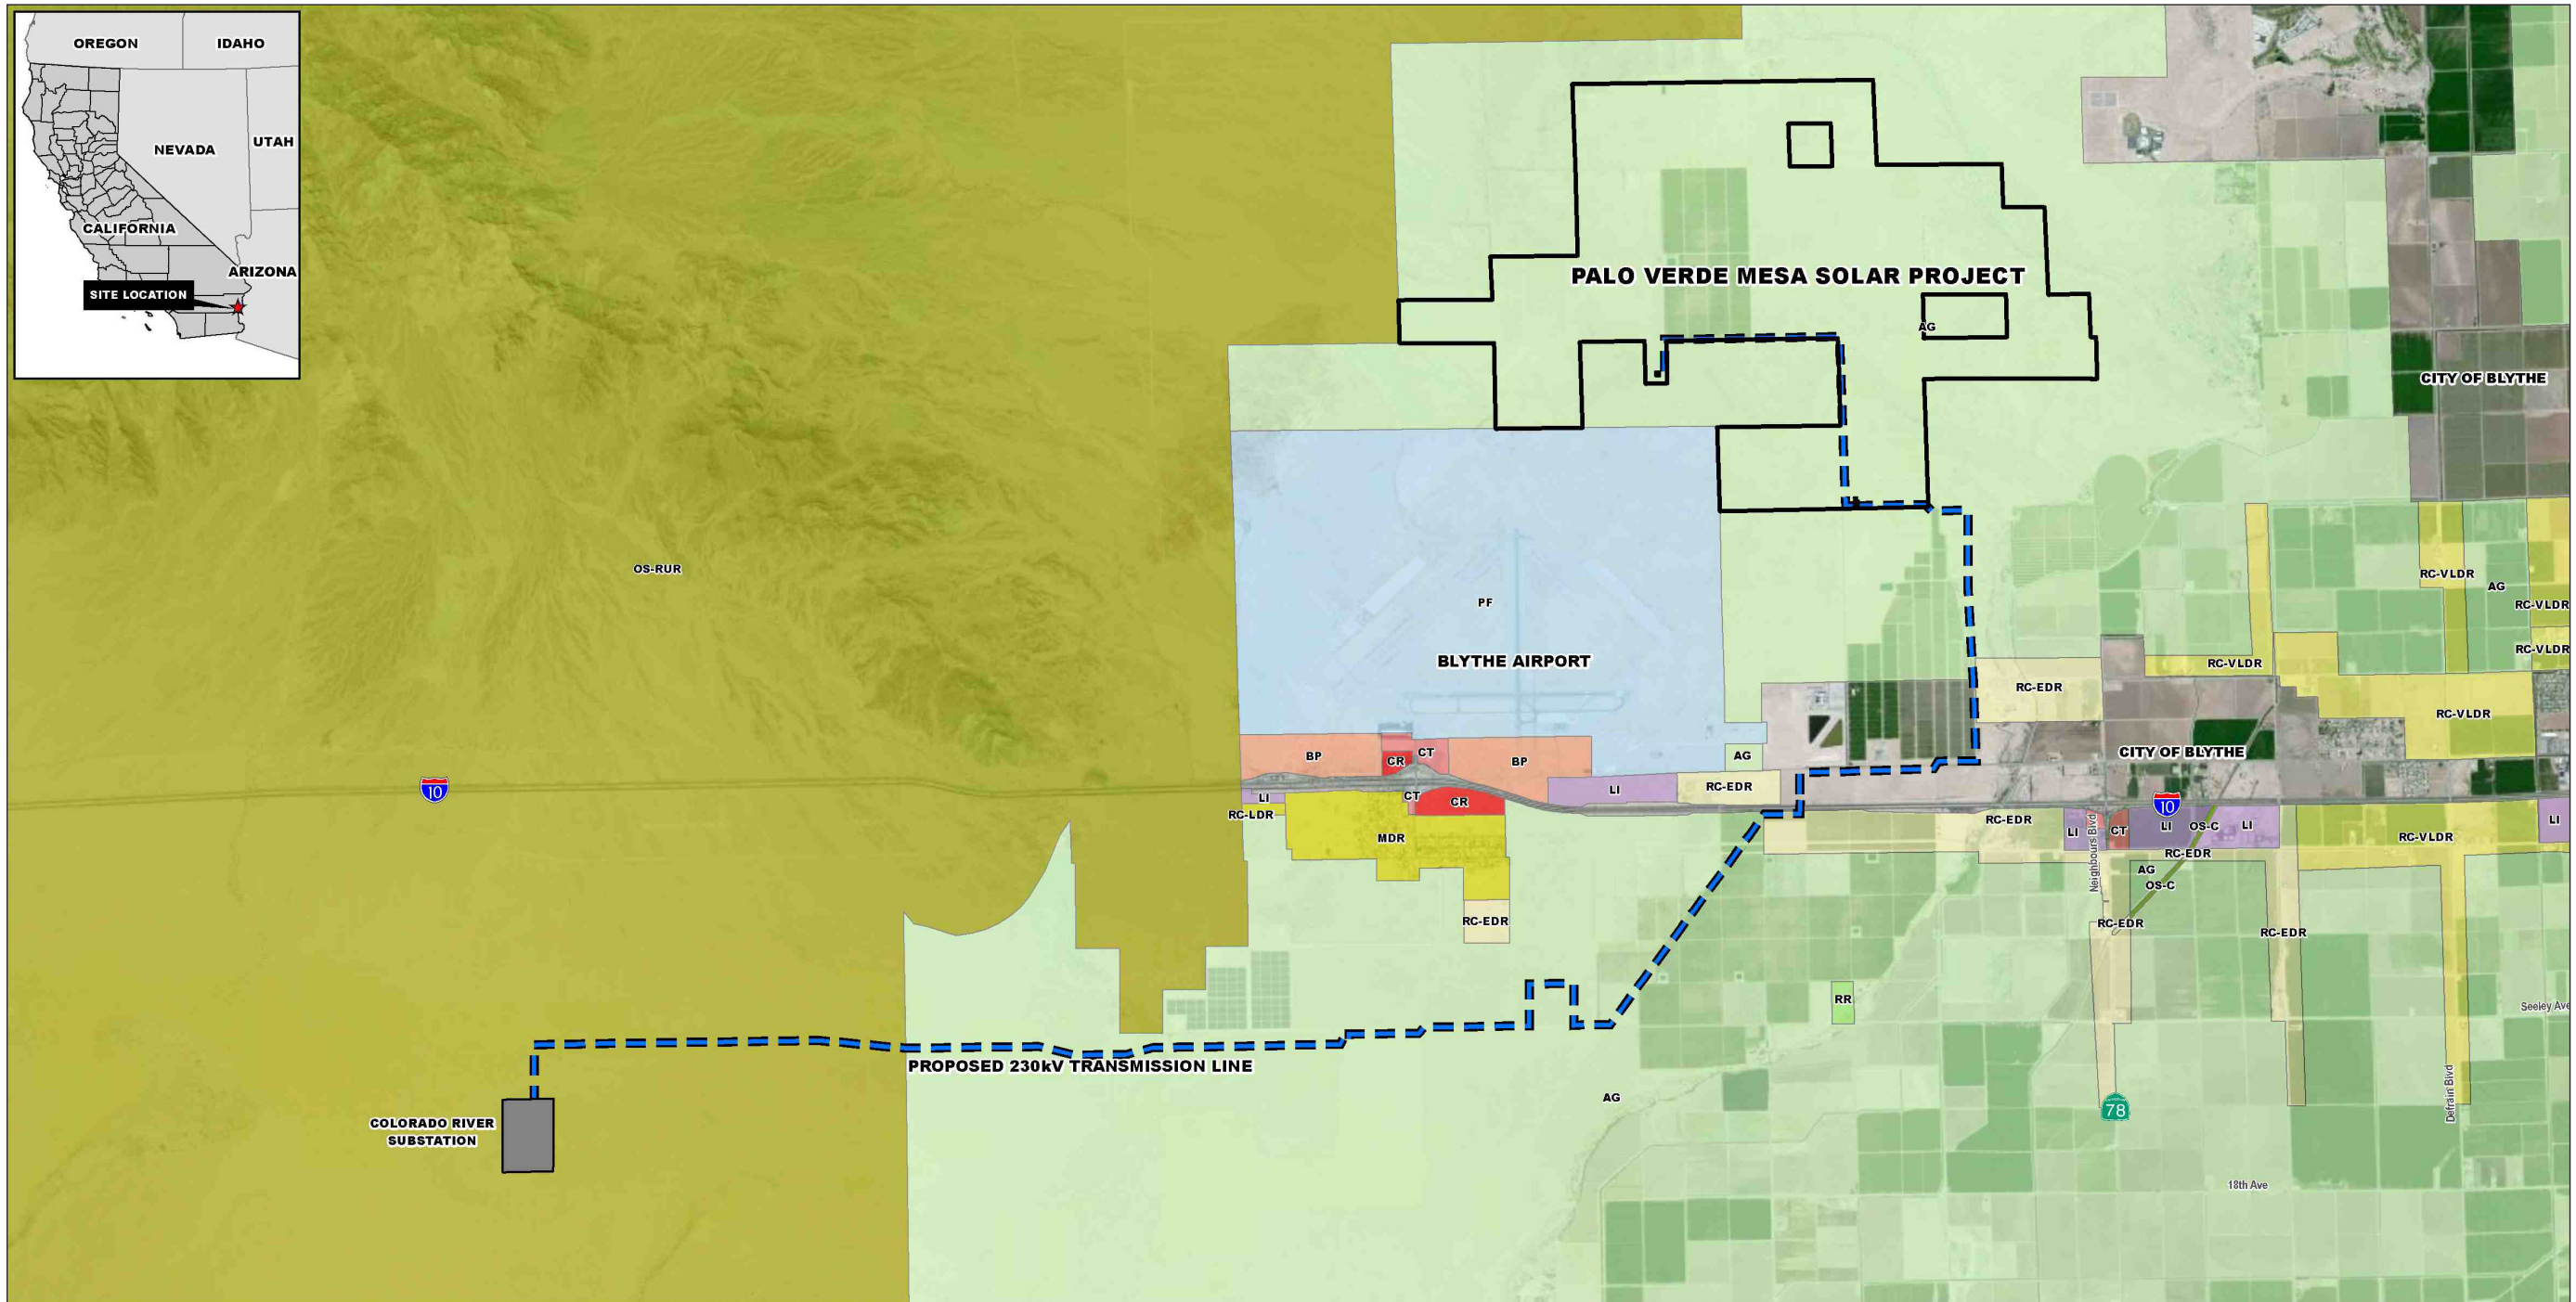 OREGON
IDAHO
NEVADA
UTAH
CALIFORNIA
ARIZONA
SITE LOCATION
PALO VERDE MESA SOLAR PROJECT
AG
CITY OF BLYTHE
OS-RUR
PF
BLYTHE AIRPORT
RC-VLDR
AG
RC-VLDR
RC-VLDR
RC-VLDR
RC-EDR
RC-VLDR
CITY OF BLYTHE
BP
CR
CT
BP
AG
LI
RC-EDR
10
LI
CT
CR
RC-LDR
MDR
10
RC-EDR
LI
Neighbours Blvd
CT
LI
OS-C
LI
RC-VLDR
LI
RC-EDR
AG
OS-C
RC-EDR
RC-EDR
RC-EDR
RR
Seeley Ave
PROPOSED 230kV TRANSMISSION LINE
AG
78
Defrain Blvd
COLORADO RIVER
SUBSTATION
18th Ave